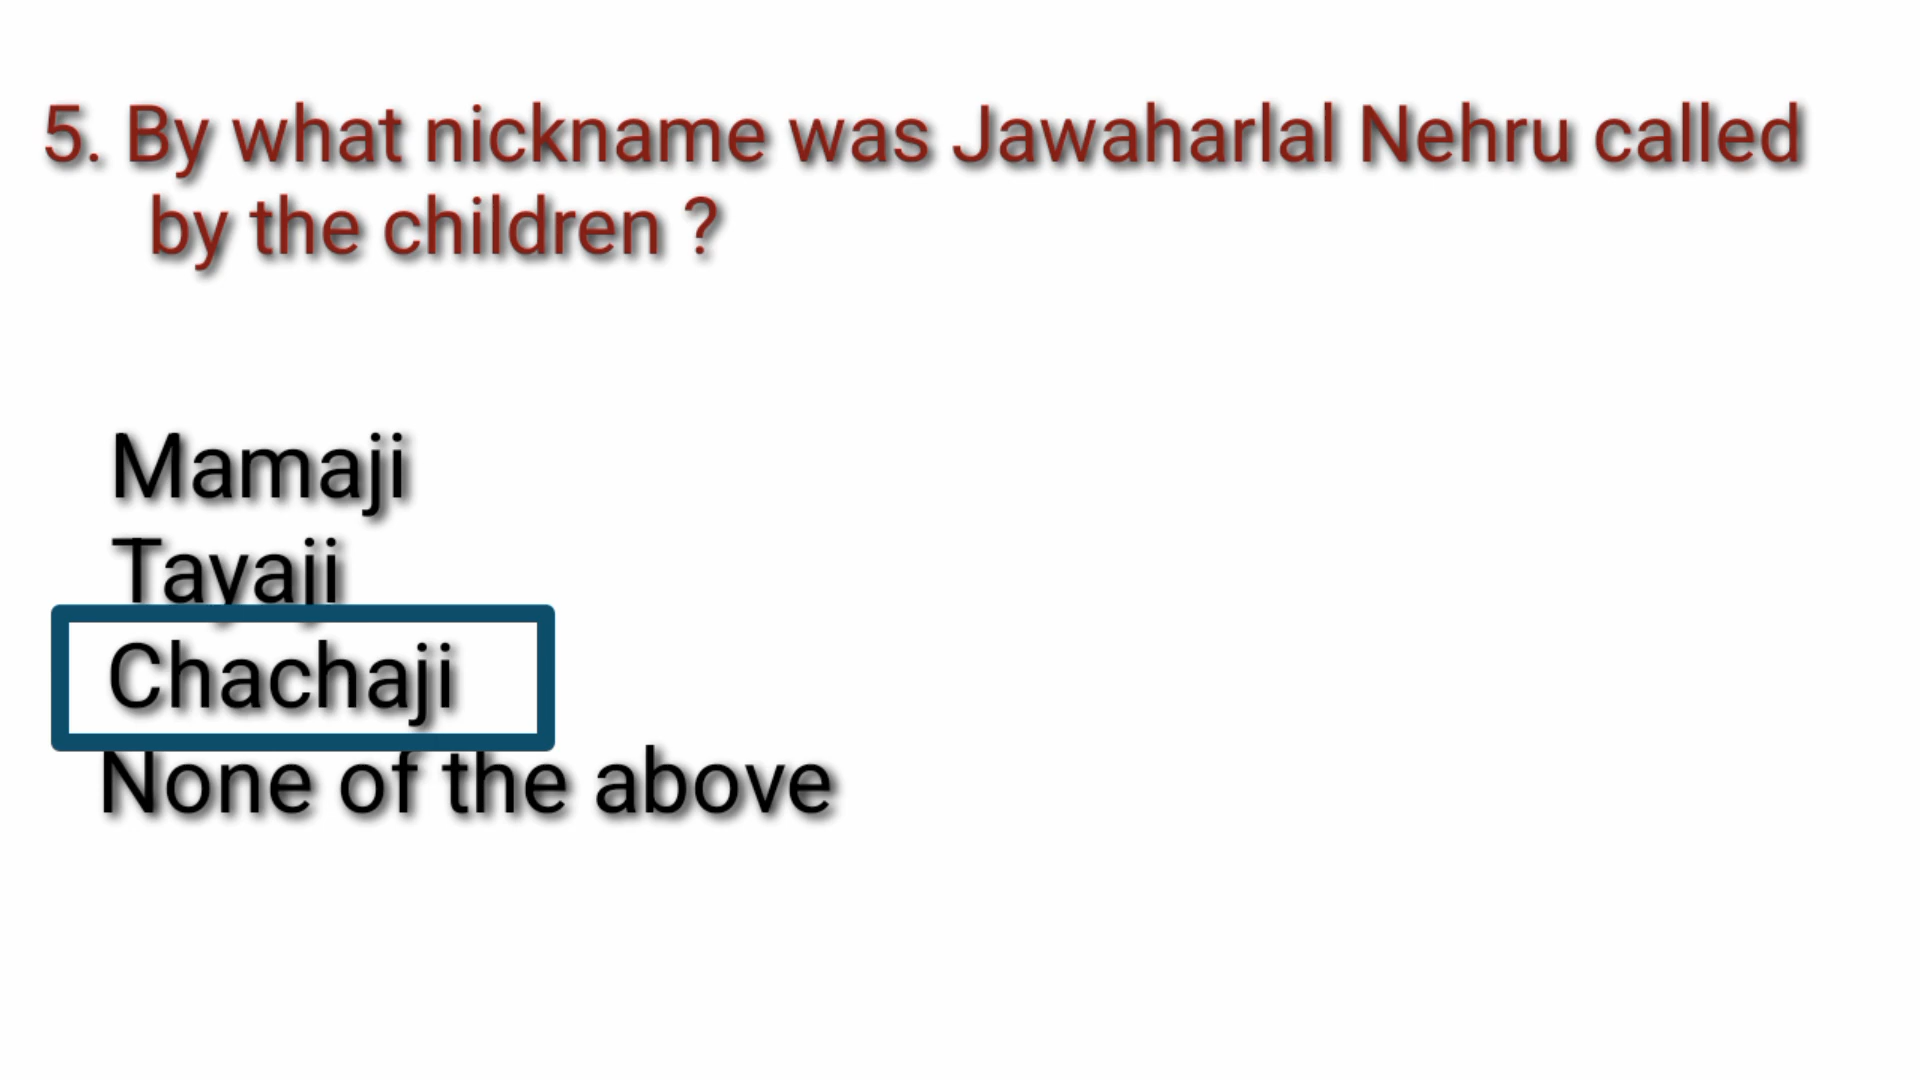 5. By what nickname was Jawaharlal Nehru called
by the children ?
Mamaji
Tayaji
Chachaji
None of the above